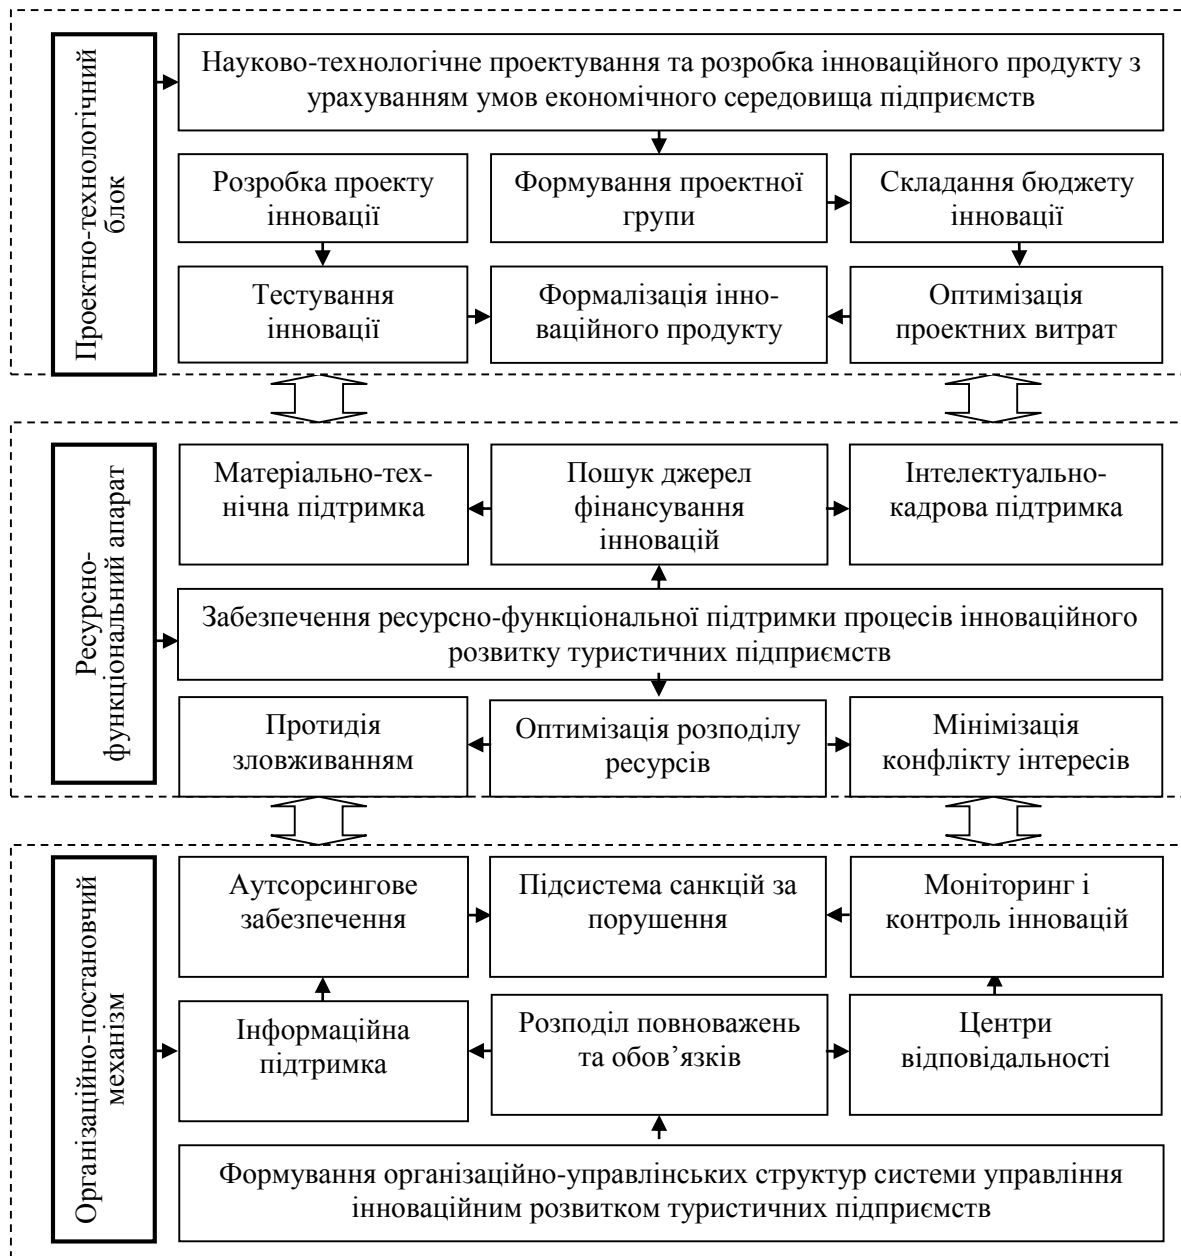 Проектно-технологічний
блок
Науково-технологічне проектування та розробка інноваційного продукту з
урахуванням умов економічного середовища підприємств
Розробка проекту
інновації
Формування проектної
групи
Складання бюджету
інновації
Тестування
інновації
Формалізація інно-
ваційного продукту
Оптимізація
проектних витрат
Ресурсно-
функціональний апарат
Матеріально-тех-
нічна підтримка
Пошук джерел
фінансування
інновацій
Інтелектуально-
кадрова підтримка
Забезпечення ресурсно-функціональної підтримки процесів інноваційного
розвитку туристичних підприємств
Протидія
зловживанням
Оптимізація розподілу
ресурсів
Мінімізація
конфлікту інтересів
Організаційно-постановчий
механізм
Аутсорсингове
забезпечення
Підсистема санкцій за
порушення
Моніторинг і
контроль інновацій
Інформаційна
підтримка
Розподіл повноважень
та обов’язків
Центри
відповідальності
Формування організаційно-управлінських структур системи управління
інноваційним розвитком туристичних підприємств